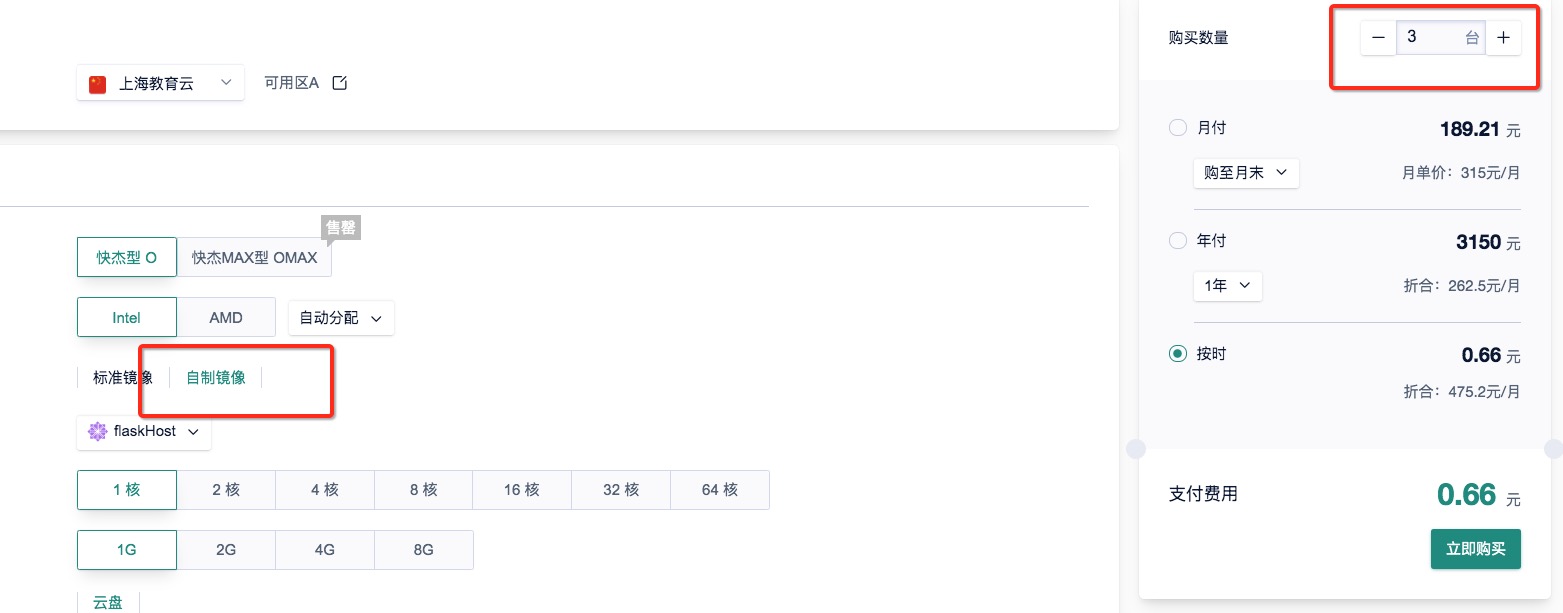 上海教育云
可用区A
售罄
快杰型 O
快杰MAX型 OMAX
Intel
AMD
自动分配
标准镜像
自制镜像
flaskHost
1 核
2 核
4 核
8 核
16 核
32 核
64 核
1G
2G
4G
8G
云盘
购买数量
3 台
月付
189.21 元
购至月末
月单价：315元/月
年付
3150 元
1年
折合：262.5元/月
按时
0.66 元
折合：475.2元/月
支付费用
0.66 元
立即购买